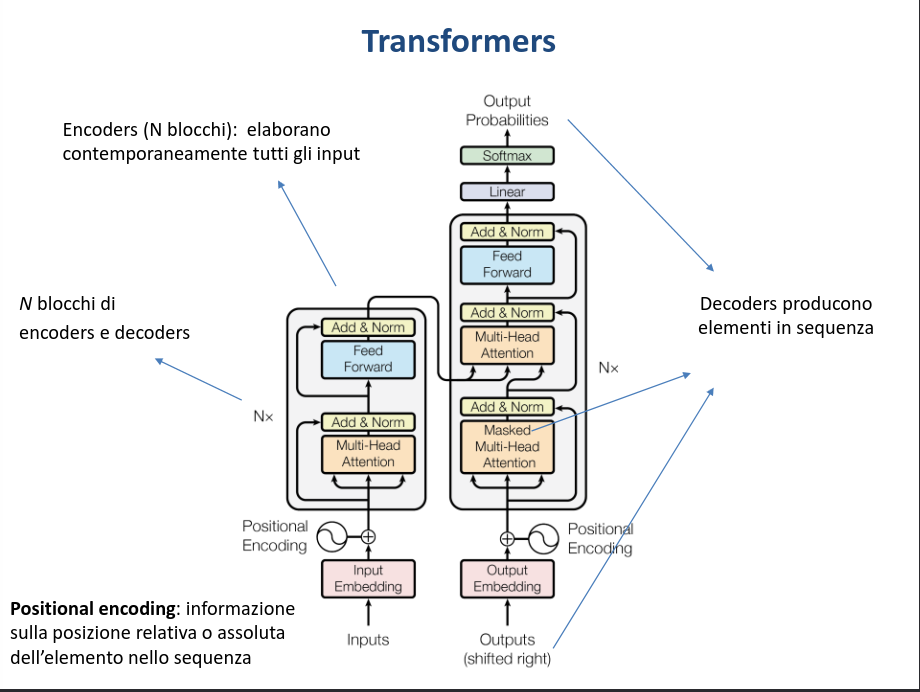 Transformers
Encoders (N blocchi):  elaborano
contemporaneamente tutti gli input
N blocchi di
encoders e decoders
Output
Probabilities
Softmax
Linear
Add & Norm
Feed
Forward
Add & Norm
Multi-Head
Attention
Add & Norm
Masked
Multi-Head
Attention
N×
Add & Norm
Feed
Forward
Add & Norm
Multi-Head
Attention
N×
Decoders producono
elementi in sequenza
Positional
Encoding
Positional
Encoding
Input
Embedding
Output
Embedding
Inputs
Outputs
(shifted right)
Positional encoding: informazione
sulla posizione relativa o assoluta
dell’elemento nello sequenza